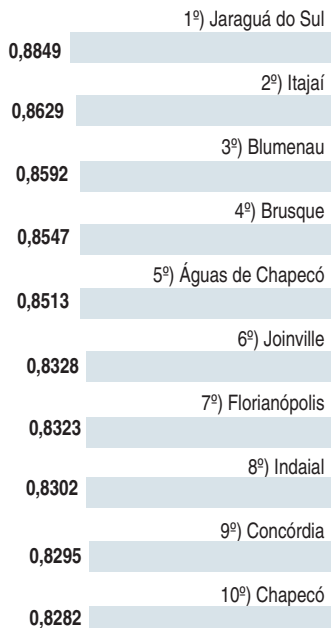 1º) Jaraguá do Sul
0,8849
2º) Itajaí
0,8629
3º) Blumenau
0,8592
4º) Brusque
0,8547
5º) Águas de Chapecó
0,8513
6º) Joinville
0,8328
7º) Florianópolis
0,8323
8º) Indaial
0,8302
9º) Concórdia
0,8295
10º) Chapecó
0,8282